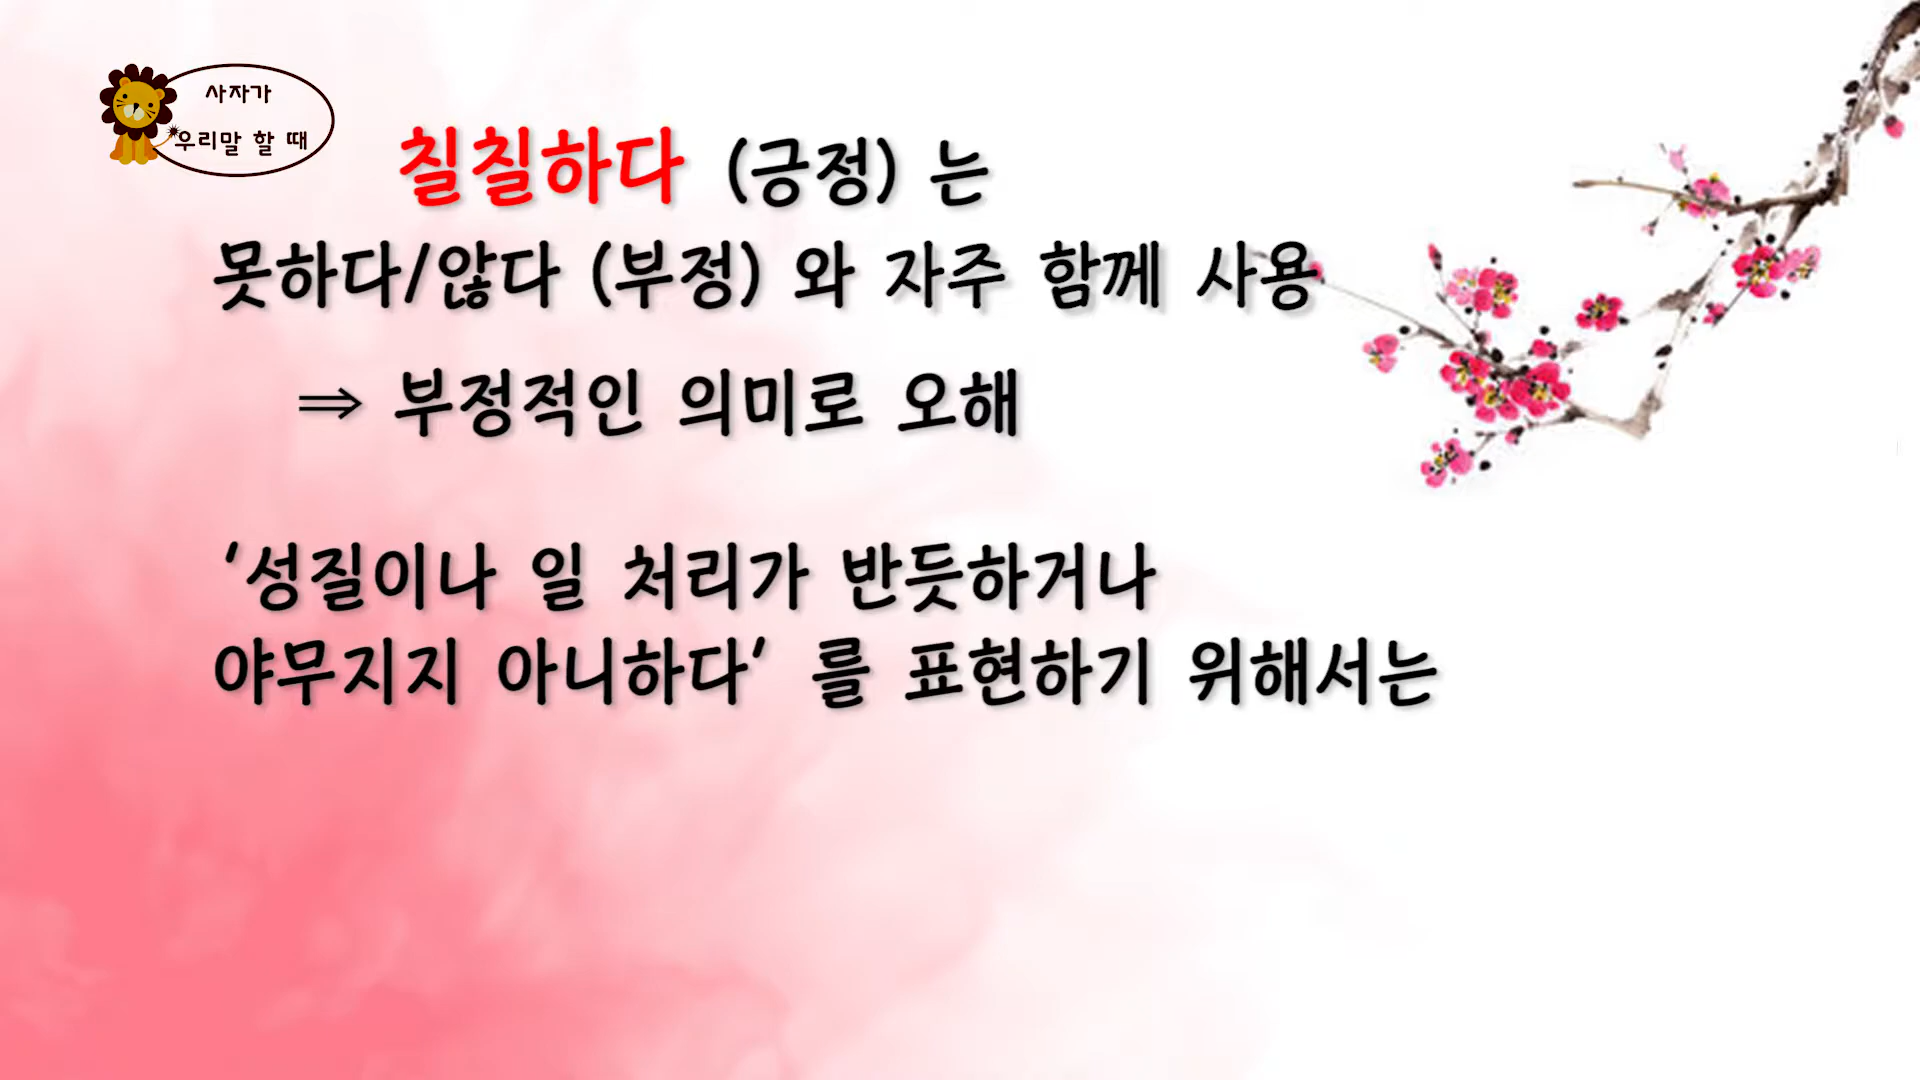 사자가
우리말 할 때
칠칠하다 (긍정) 는
못하다/않다 (부정) 와 자주 함께 사용
⇒ 부정적인 의미로 오해
‘성질이나 일 처리가 반듯하거나
야무지지 아니하다’ 를 표현하기 위해서는